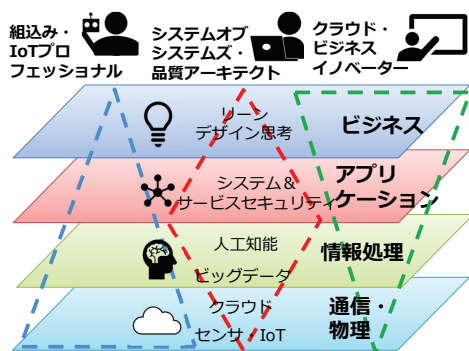 組込み・
IoTプロ
フェッショナル
システムオブ
システムズ・
品質アーキテクト
クラウド・
ビジネス
イノベーター
リーン
デザイン思考
ビジネス
システム＆
サービスセキュリティ
アプリ
ケーション
人工知能
ビッグデータ
情報処理
クラウド
センサ・IoT
通信・
物理